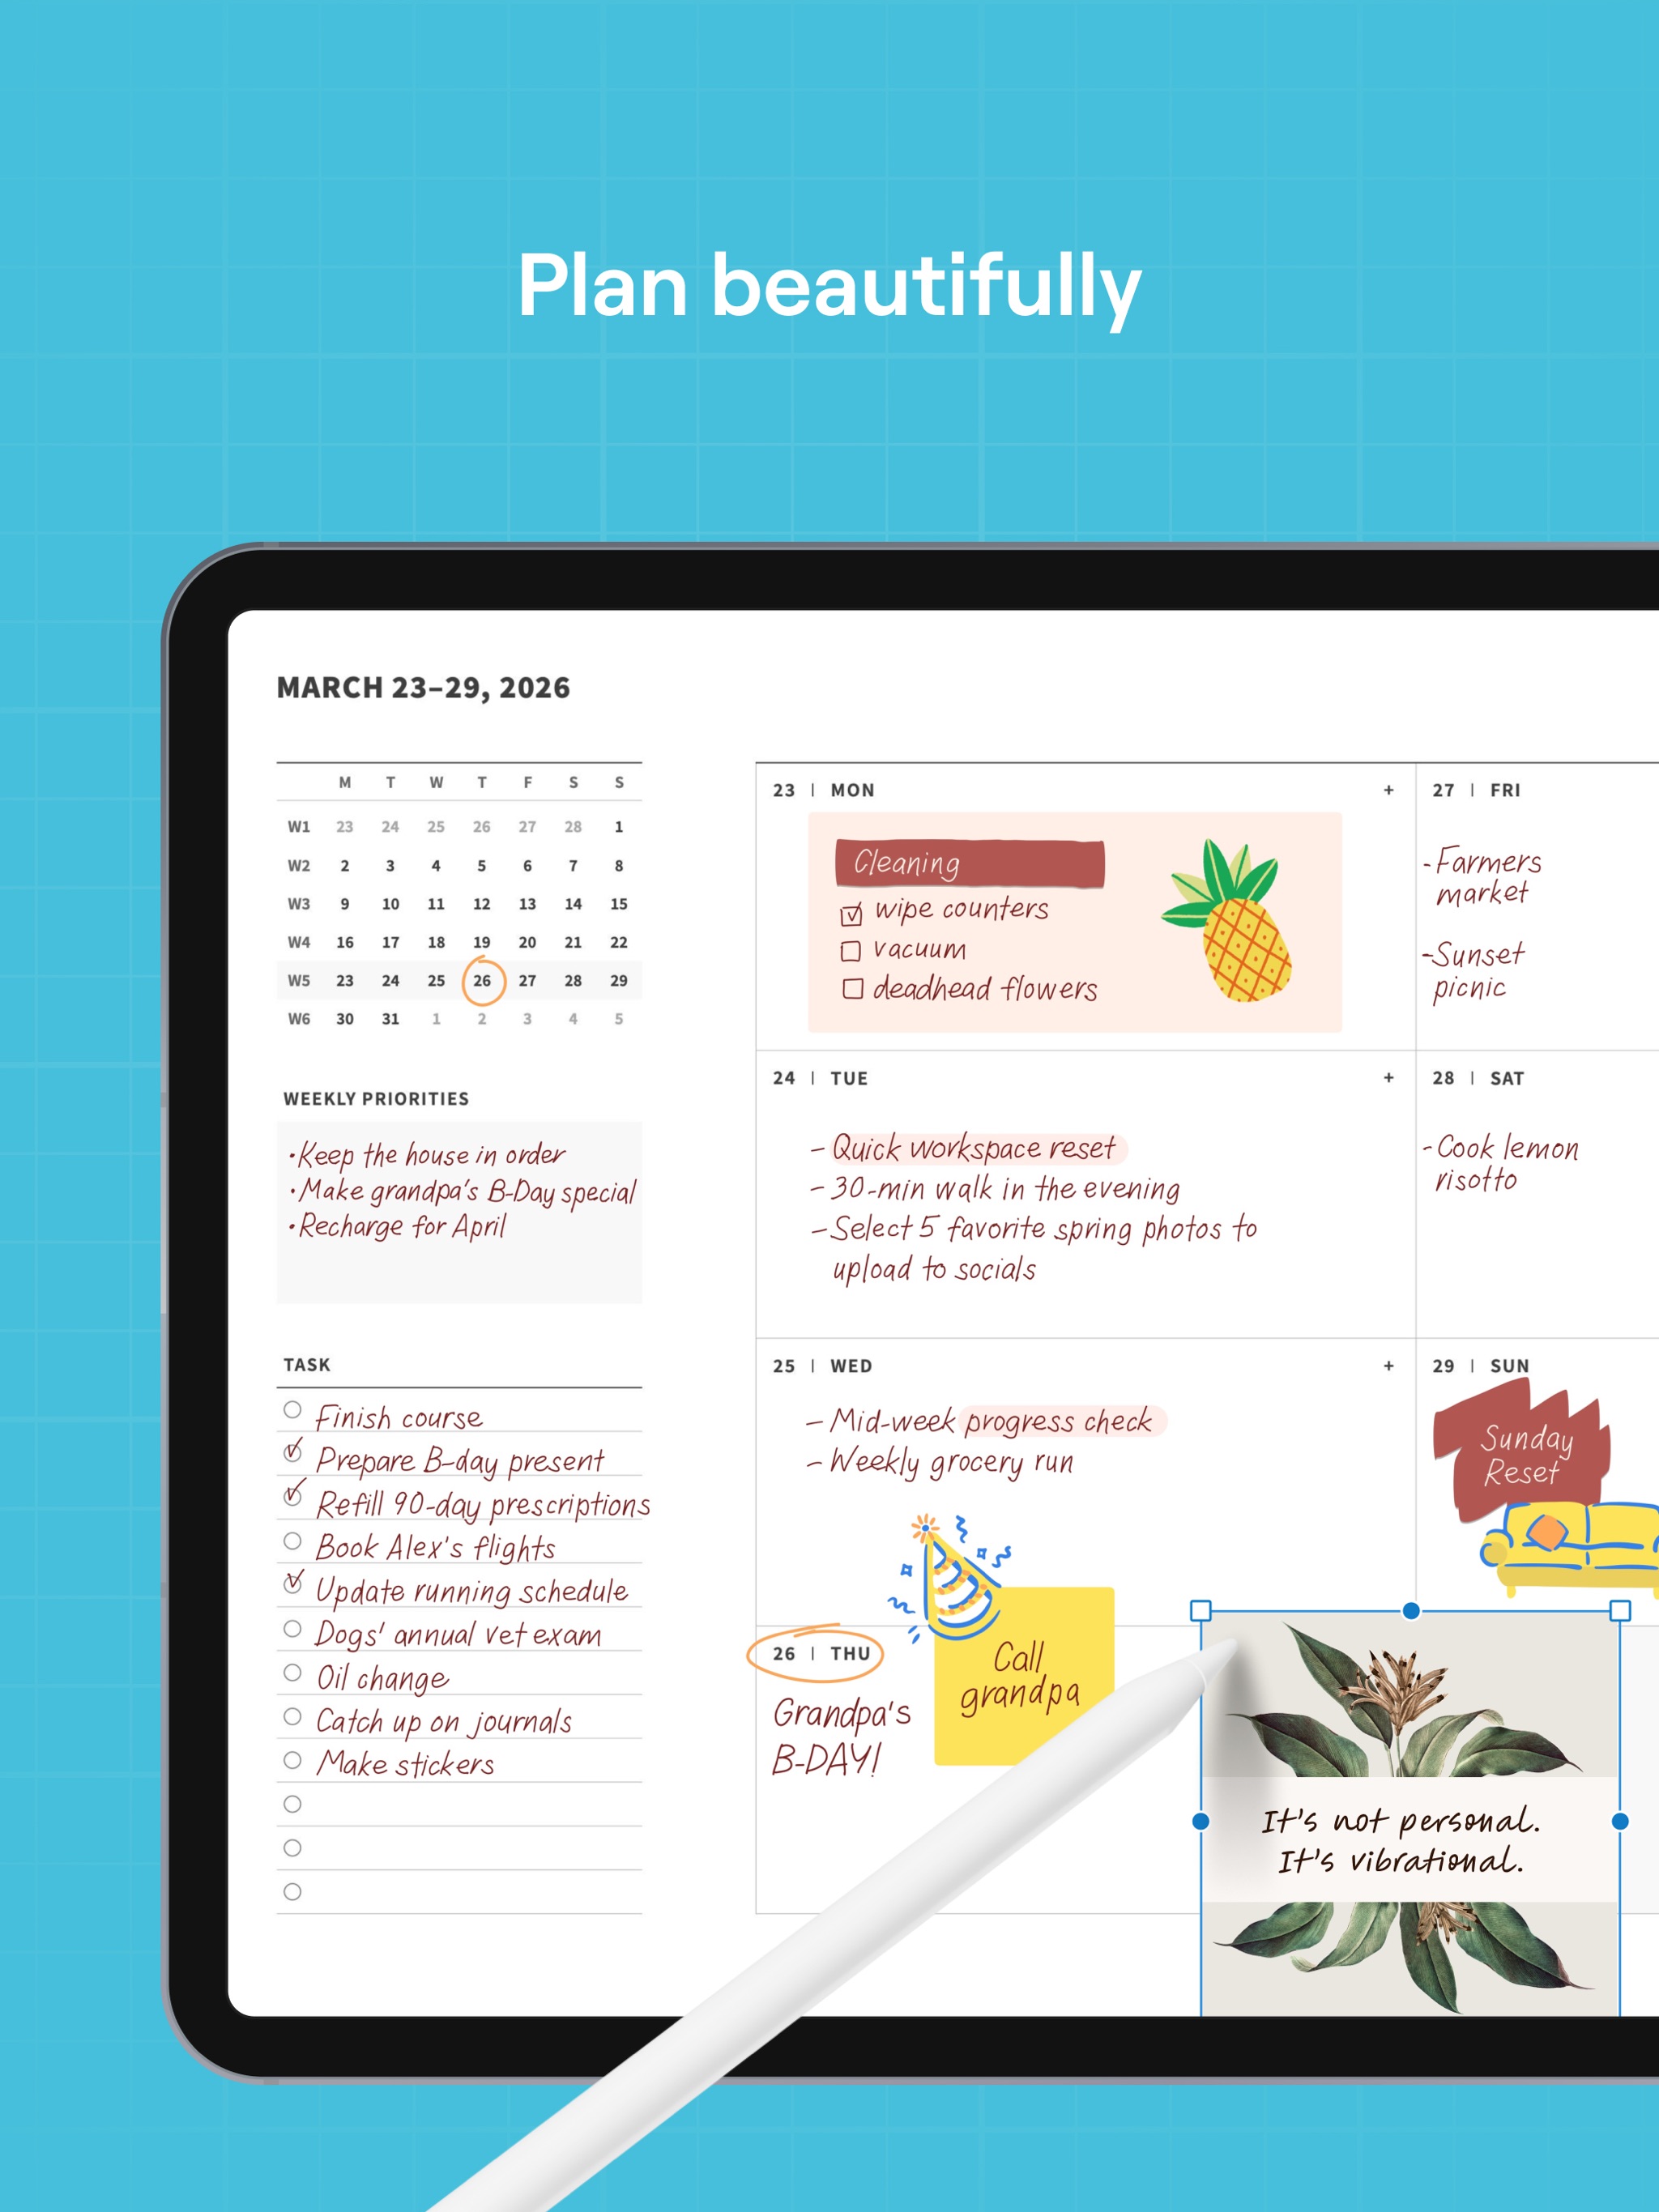 Plan beautifully
MARCH 23–29, 2026
M T W T F S S
W1 23 24 25 26 27 28 1
W2 2 3 4 5 6 7 8
W3 9 10 11 12 13 14 15
W4 16 17 18 19 20 21 22
W5 23 24 25 26 27 28 29
W6 30 31 1 2 3 4 5
WEEKLY PRIORITIES
•Keep the house in order
•Make grandpa's B-Day special
•Recharge for April
TASK
Finish course
Prepare B-day present
Refill 90-day prescriptions
Book Alex's flights
Update running schedule
Dogs' annual vet exam
Oil change
Catch up on journals
Make stickers
23 | MON +
Cleaning
wipe counters
vacuum
deadhead flowers
24 | TUE +
– Quick workspace reset
– 30-min walk in the evening
– Select 5 favorite spring photos to
upload to socials
25 | WED +
– Mid-week progress check
– Weekly grocery run
26 | THU
Grandpa's
B-DAY!
Call
grandpa
27 | FRI
-Farmers
market
-Sunset
picnic
28 | SAT
-Cook lemon
risotto
29 | SUN
Sunday
Reset
It's not personal.
It's vibrational.